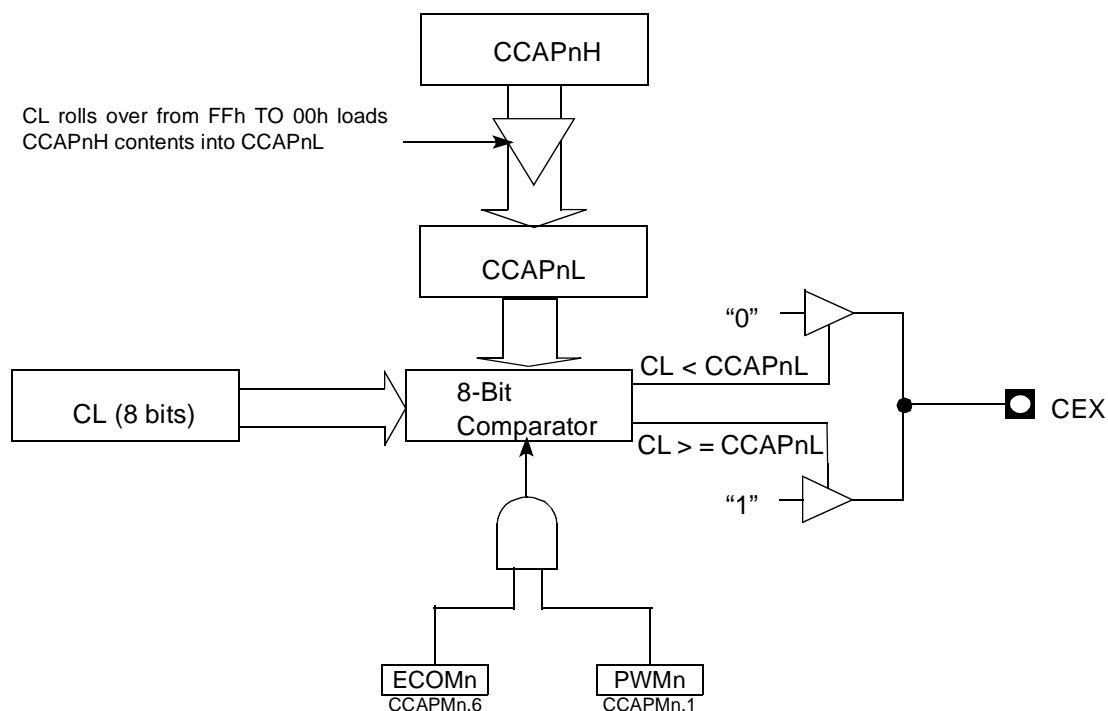 CCAPnH
CL rolls over from FFh TO 00h loads
CCAPnH contents into CCAPnL
CCAPnL
“0”
CL < CCAPnL
CL (8 bits)
8-Bit
Comparator
CEX
CL > = CCAPnL
“1”
ECOMn
CCAPMn.6
PWMn
CCAPMn.1